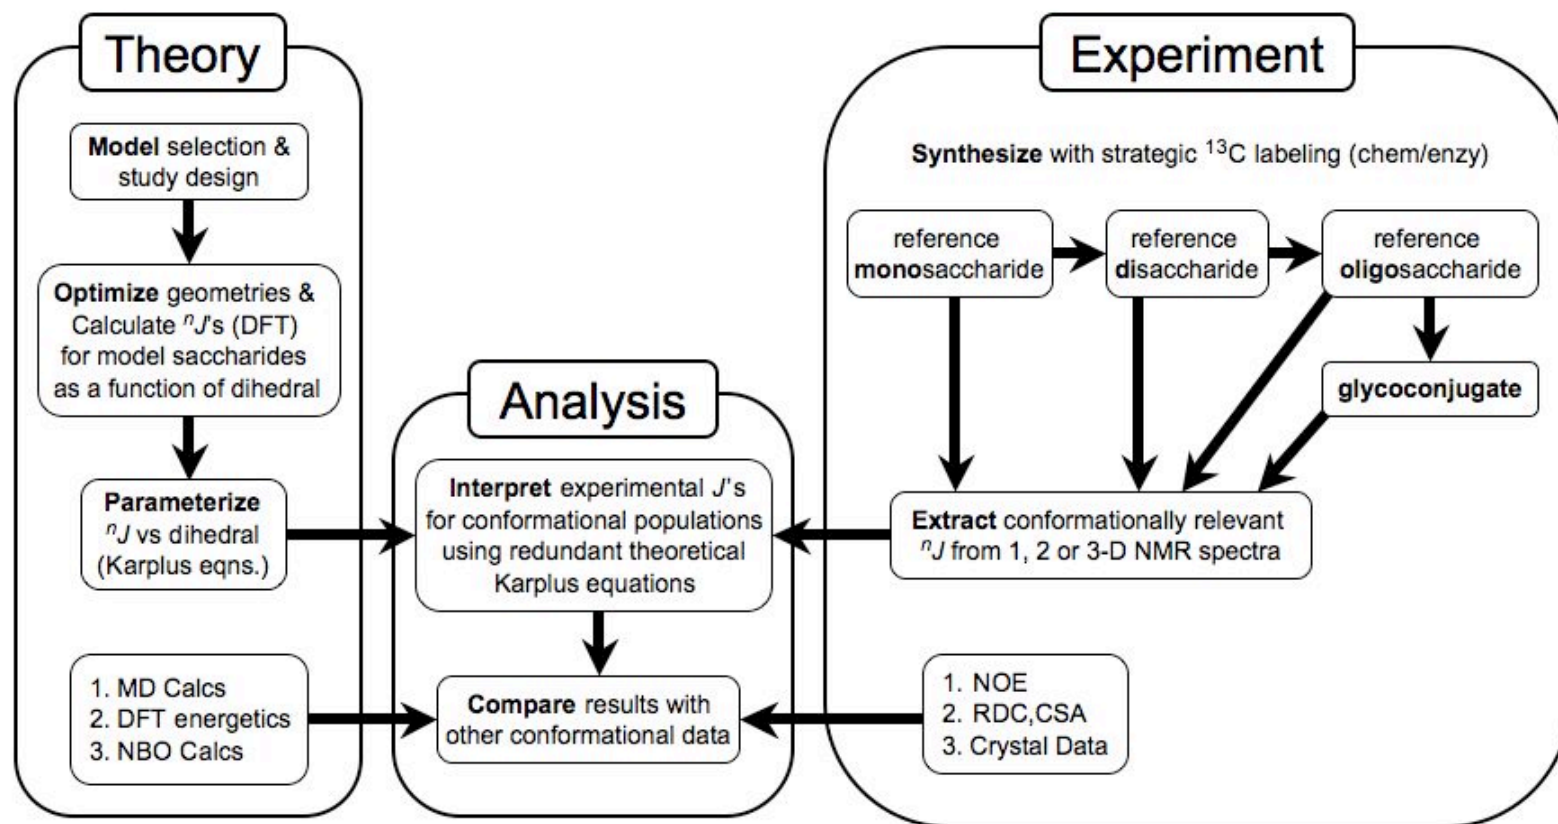 Theory
Model selection &
study design
Optimize geometries &
Calculate ⁿJ's (DFT)
for model saccharides
as a function of dihedral
Parameterize
ⁿJ vs dihedral
(Karplus eqns.)
1. MD Calcs
2. DFT energetics
3. NBO Calcs
Analysis
Interpret experimental J's
for conformational populations
using redundant theoretical
Karplus equations
Compare results with
other conformational data
Experiment
Synthesize with strategic ¹³C labeling (chem/enzy)
reference
monosaccharide
reference
disaccharide
reference
oligosaccharide
glycoconjugate
Extract conformationally relevant
ⁿJ from 1, 2 or 3-D NMR spectra
1. NOE
2. RDC,CSA
3. Crystal Data